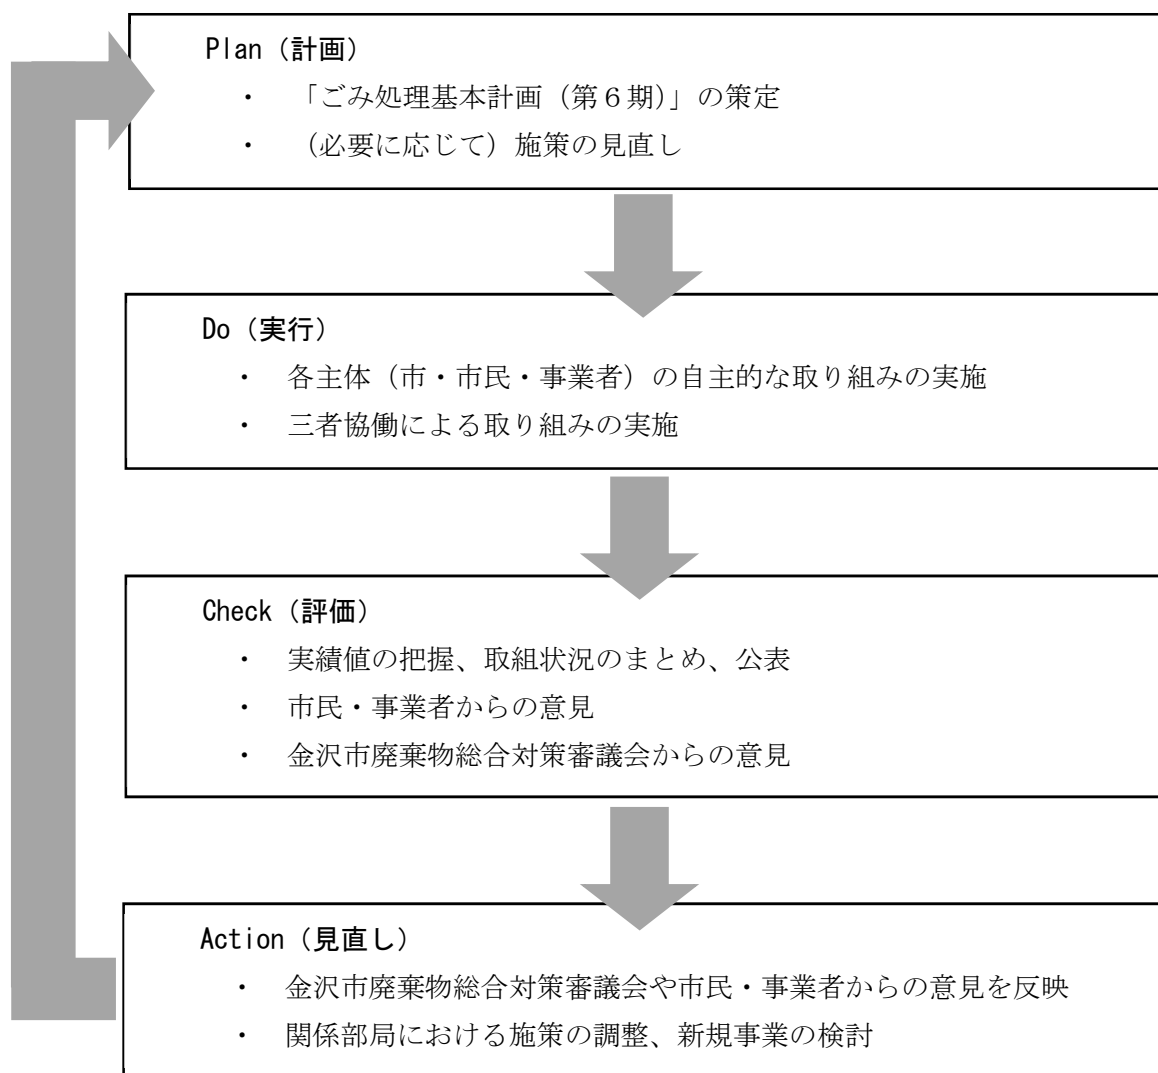 Plan（計画）
・ 「ごみ処理基本計画（第６期）」の策定
・ （必要に応じて）施策の見直し
Do（実行）
・ 各主体（市・市民・事業者）の自主的な取り組みの実施
・ 三者協働による取り組みの実施
Check（評価）
・ 実績値の把握、取組状況のまとめ、公表
・ 市民・事業者からの意見
・ 金沢市廃棄物総合対策審議会からの意見
Action（見直し）
・ 金沢市廃棄物総合対策審議会や市民・事業者からの意見を反映
・ 関係部局における施策の調整、新規事業の検討